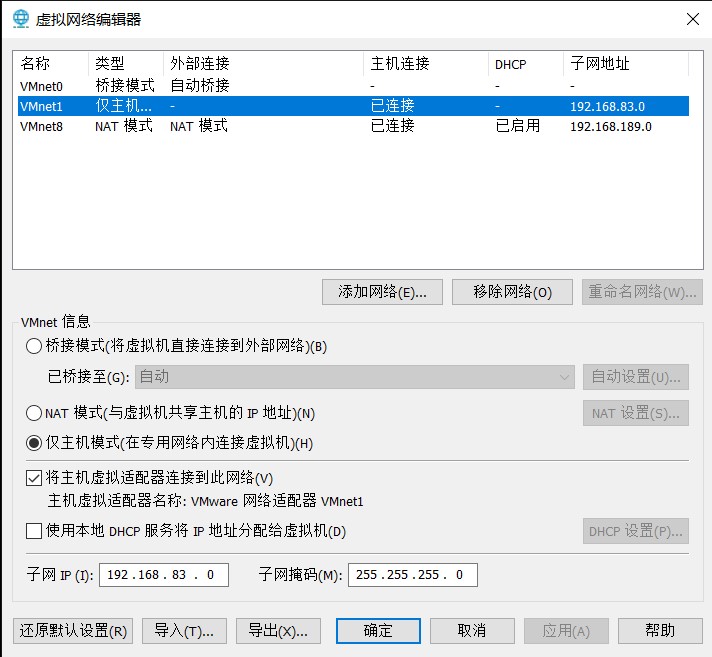 虚拟网络编辑器
名称 类型 外部连接 主机连接 DHCP 子网地址
VMnet0 桥接模式 自动桥接 - - -
VMnet1 仅主机... - 已连接 - 192.168.83.0
VMnet8 NAT 模式 NAT 模式 已连接 已启用 192.168.189.0
添加网络(E)... 移除网络(O) 重命名网络(W)...
VMnet 信息
桥接模式(将虚拟机直接连接到外部网络)(B)
已桥接至(G): 自动 自动设置(U)...
NAT 模式(与虚拟机共享主机的 IP 地址)(N) NAT 设置(S)...
仅主机模式(在专用网络内连接虚拟机)(H)
将主机虚拟适配器连接到此网络(V)
主机虚拟适配器名称: VMware 网络适配器 VMnet1
使用本地 DHCP 服务将 IP 地址分配给虚拟机(D) DHCP 设置(P)...
子网 IP (I): 192.168.83.0 子网掩码(M): 255.255.255.0
还原默认设置(R) 导入(T)... 导出(X)... 确定 取消 应用(A) 帮助